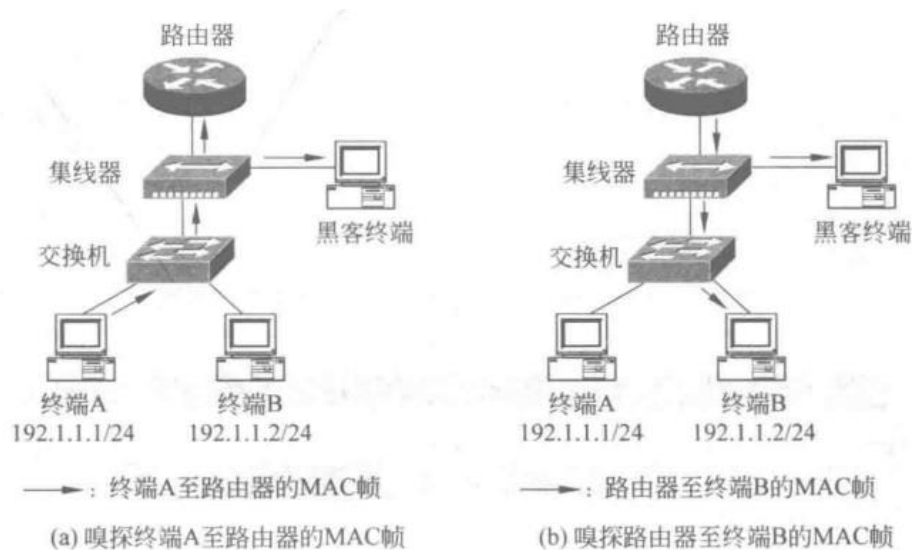 路由器
集线器
黑客终端
交换机
终端A
192.1.1.1/24
终端B
192.1.1.2/24
——►：终端A至路由器的MAC帧
(a) 嗅探终端A至路由器的MAC帧
路由器
集线器
黑客终端
交换机
终端A
192.1.1.1/24
终端B
192.1.1.2/24
——►：路由器至终端B的MAC帧
(b) 嗅探路由器至终端B的MAC帧